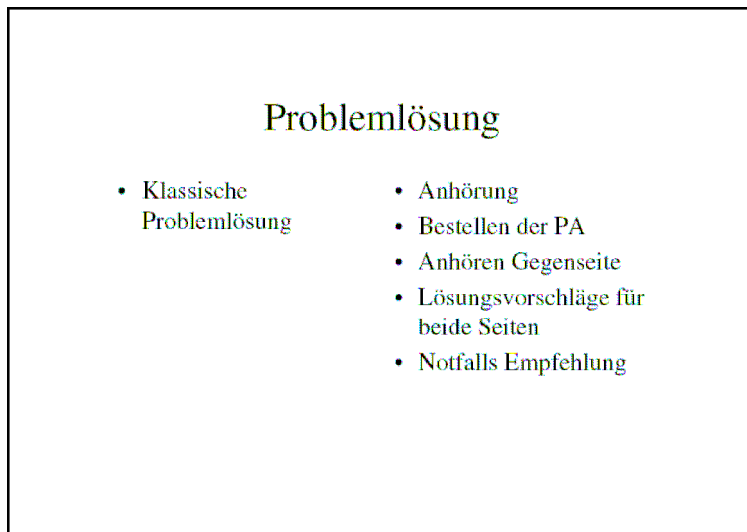 Problemlösung
• Klassische
Problemlösung
• Anhörung
• Bestellen der PA
• Anhören Gegenseite
• Lösungsvorschläge für
beide Seiten
• Notfalls Empfehlung